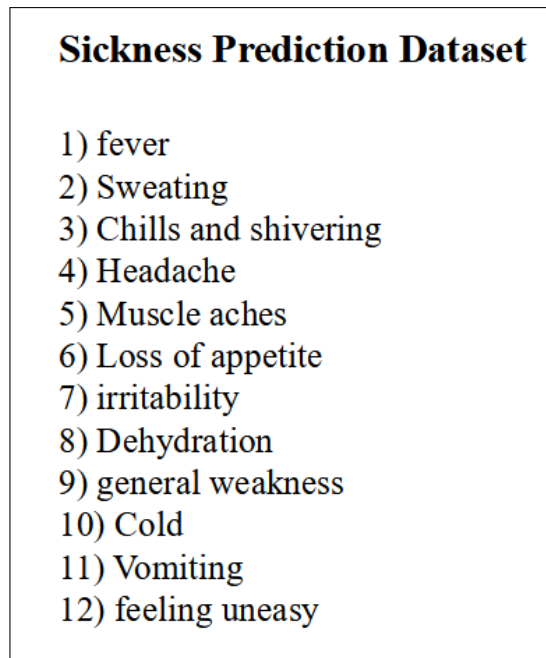 Sickness Prediction Dataset
1) fever
2) Sweating
3) Chills and shivering
4) Headache
5) Muscle aches
6) Loss of appetite
7) irritability
8) Dehydration
9) general weakness
10) Cold
11) Vomiting
12) feeling uneasy